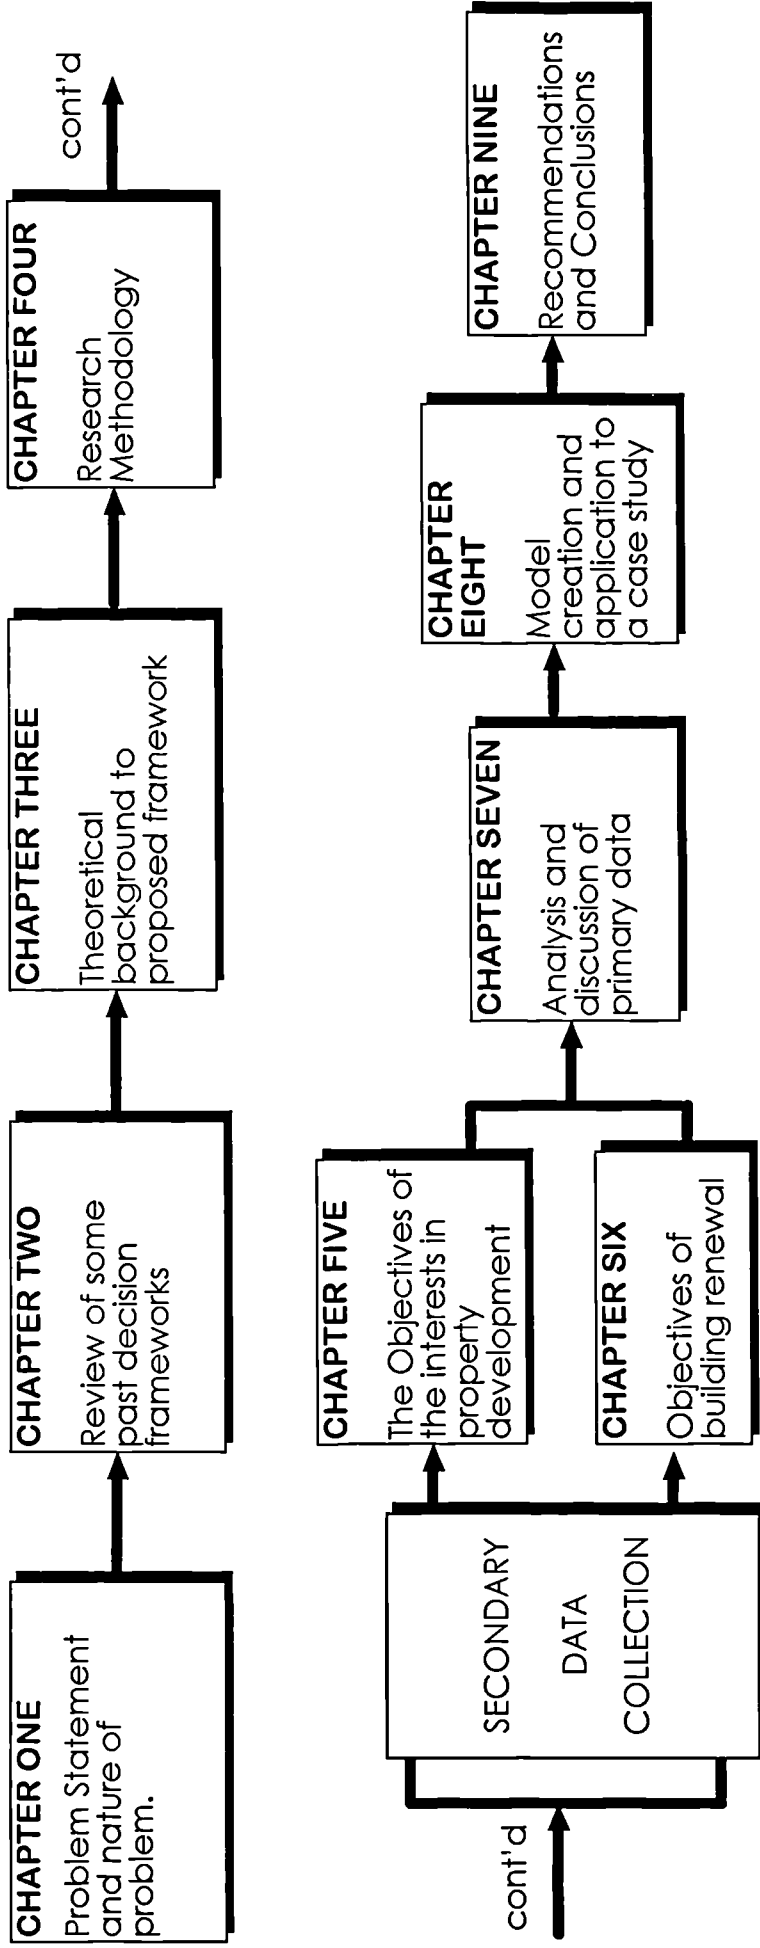 CHAPTER ONE
Problem Statement
and nature of
problem.
CHAPTER TWO
Review of some
past decision
frameworks
CHAPTER THREE
Theoretical
background to
proposed framework
CHAPTER FOUR
Research
Methodology
cont'd
cont'd
SECONDARY
DATA
COLLECTION
CHAPTER FIVE
The Objectives of
the interests in
property
development
CHAPTER SIX
Objectives of
building renewal
CHAPTER SEVEN
Analysis and
discussion of
primary data
CHAPTER
EIGHT
Model
creation and
application to
a case study
CHAPTER NINE
Recommendations
and Conclusions